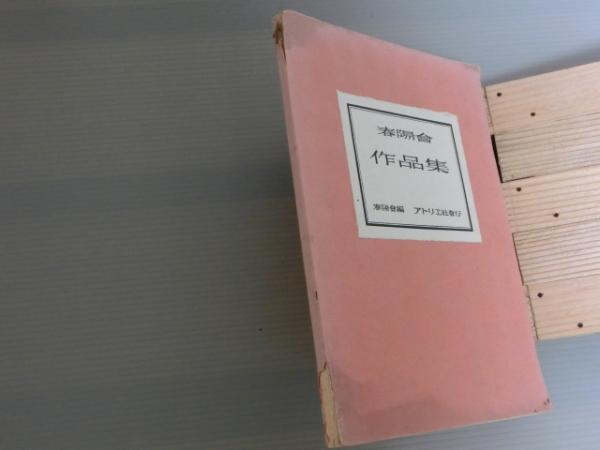 春陽會
作品集
春陽會編 アトリヱ社發行